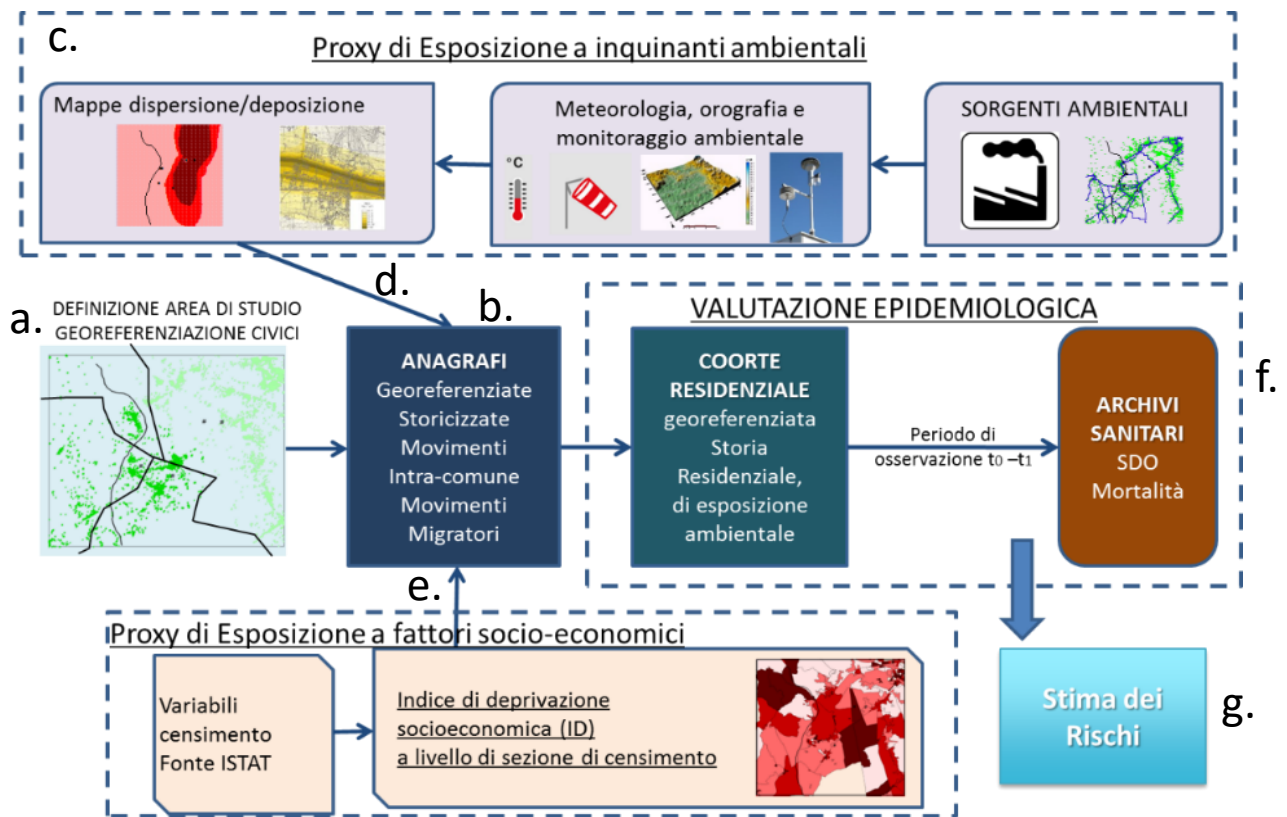 c.
Proxy di Esposizione a inquinanti ambientali
Mappe dispersione/deposizione
Meteorologia, orografia e
monitoraggio ambientale
°C
SORGENTI AMBIENTALI
d.
a.
DEFINIZIONE AREA DI STUDIO
GEOREFERENZIAZIONE CIVICI
b.
ANAGRAFI
Georeferenziate
Storicizzate
Movimenti
Intra-comune
Movimenti
Migratori
VALUTAZIONE EPIDEMIOLOGICA
COORTE
RESIDENZIALE
georeferenziata
Storia
Residenziale,
di esposizione
ambientale
Periodo di
osservazione t0 –t1
ARCHIVI
SANITARI
SDO
Mortalità
f.
e.
Proxy di Esposizione a fattori socio-economici
Variabili
censimento
Fonte ISTAT
Indice di deprivazione
socioeconomica (ID)
a livello di sezione di censimento
Stima dei
Rischi
g.